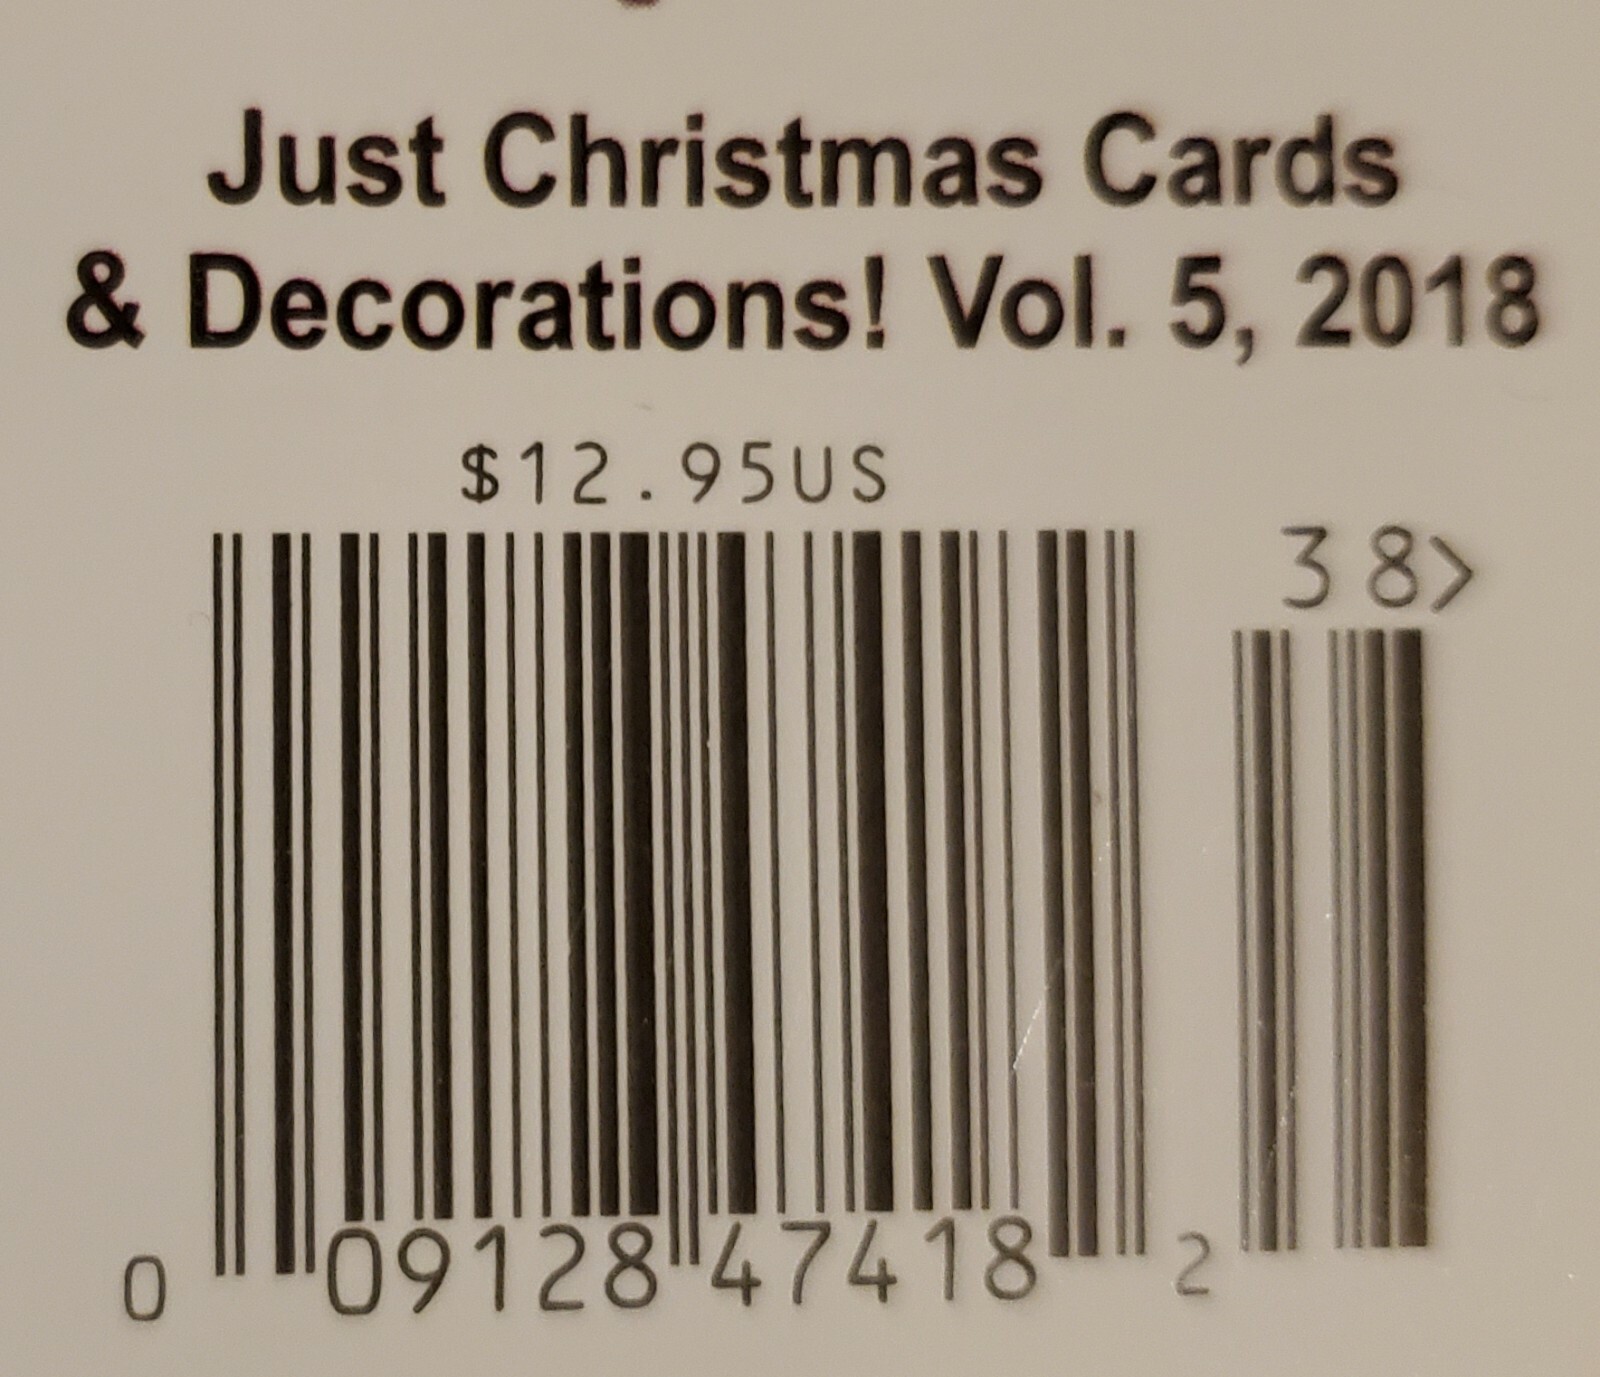 Just Christmas Cards
& Decorations! Vol. 5, 2018
$12.95US
38>
0 09128 47418 2